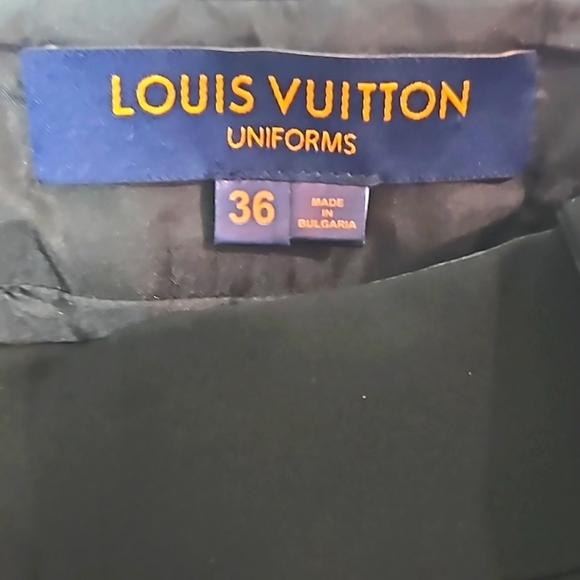 LOUIS VUITTON
UNIFORMS
36
MADE
IN
BULGARIA